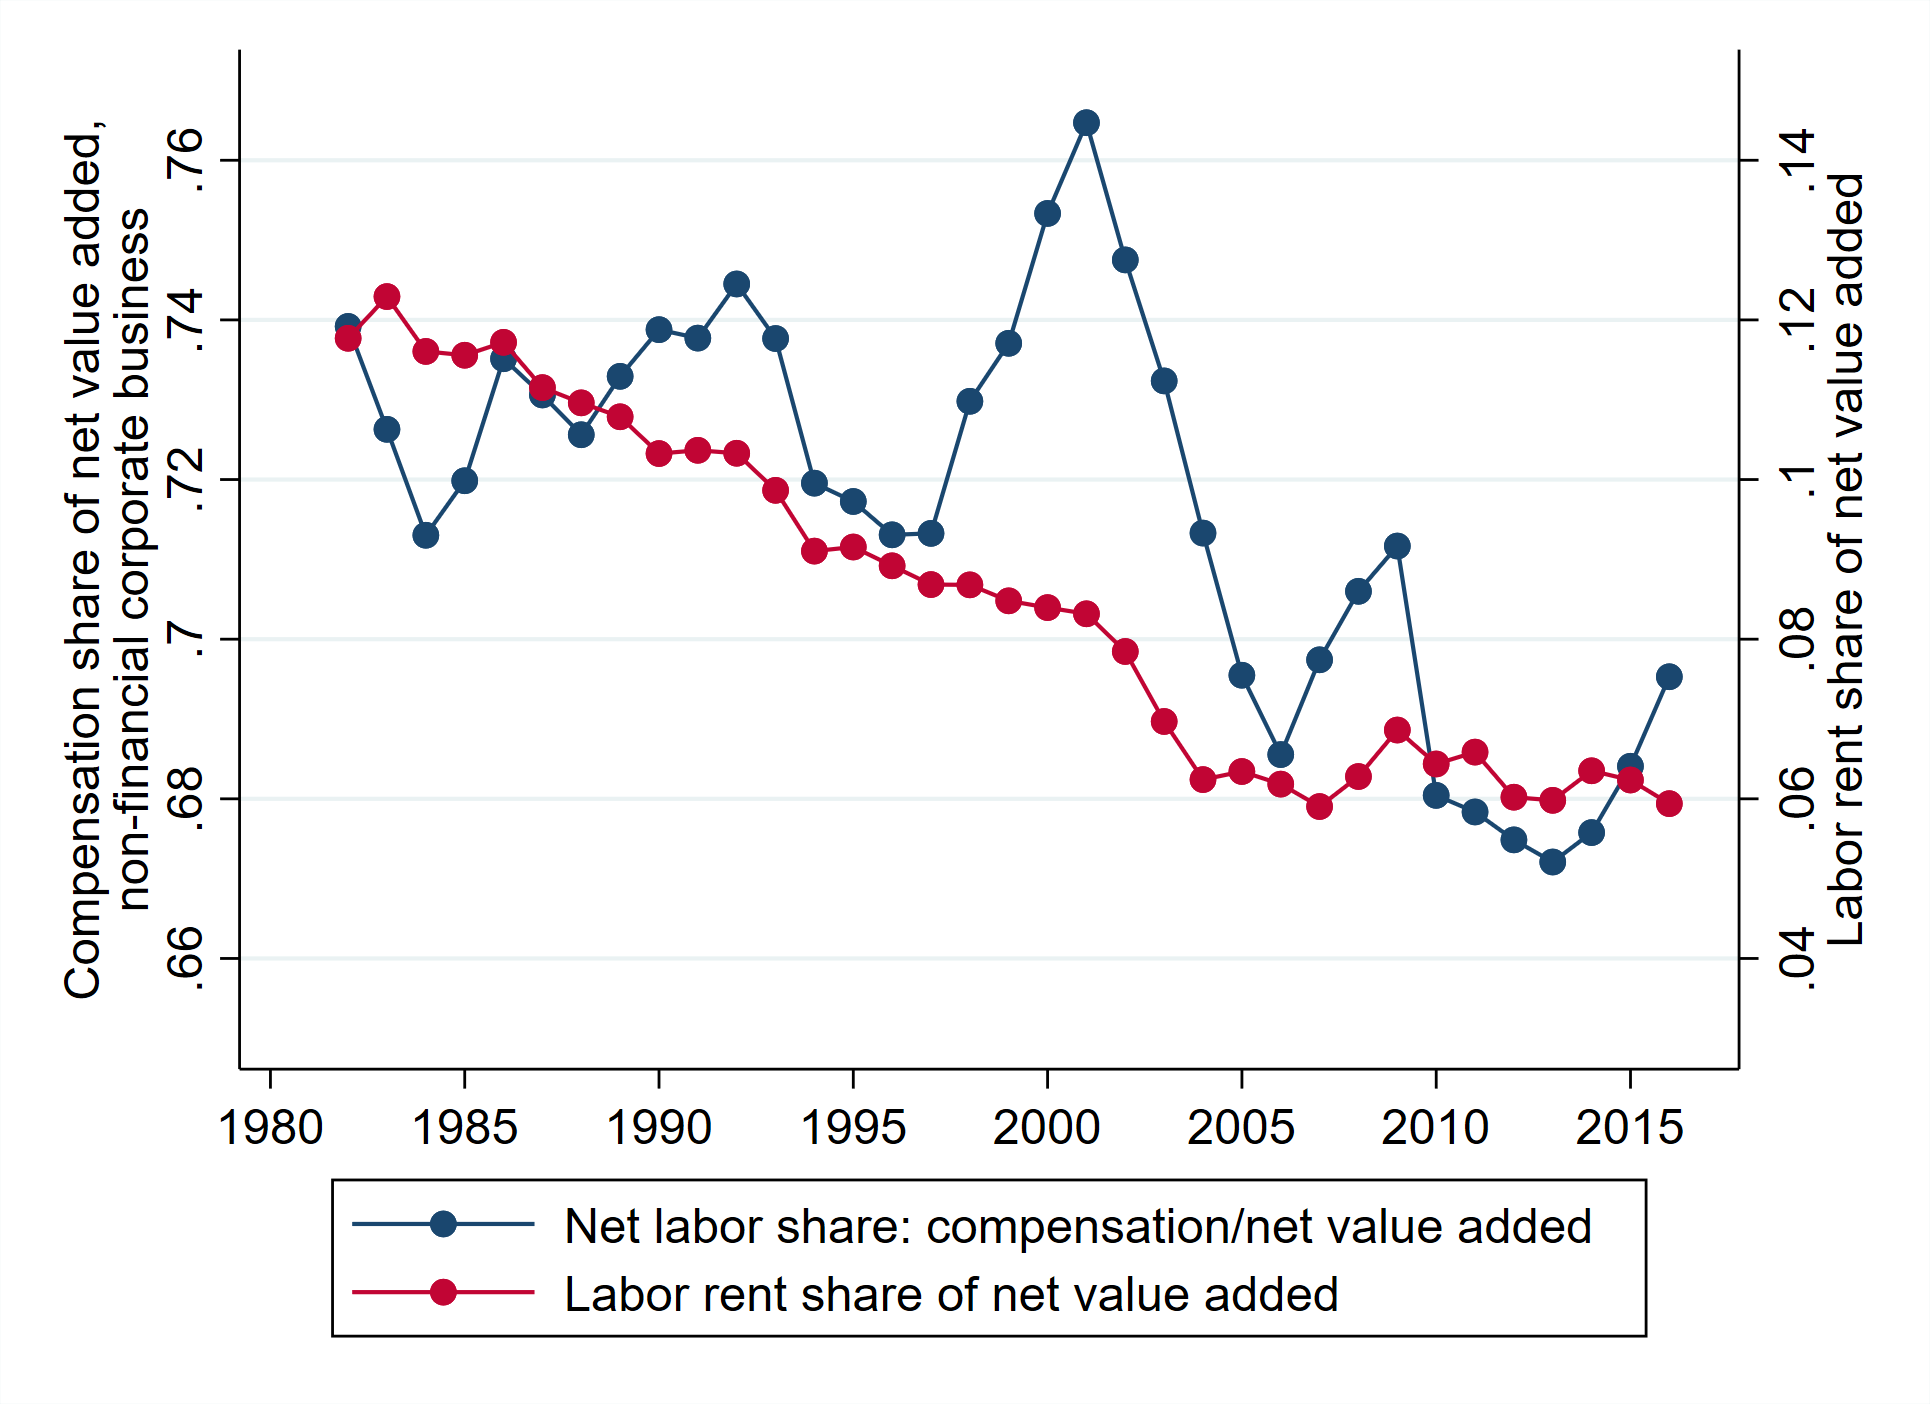 Compensation share of net value added,
non-financial corporate business
.76
.74
.72
.7
.68
.66
.14
.12
.1
.08
.06
.04
Labor rent share of net value added
1980 1985 1990 1995 2000 2005 2010 2015
Net labor share: compensation/net value added
Labor rent share of net value added